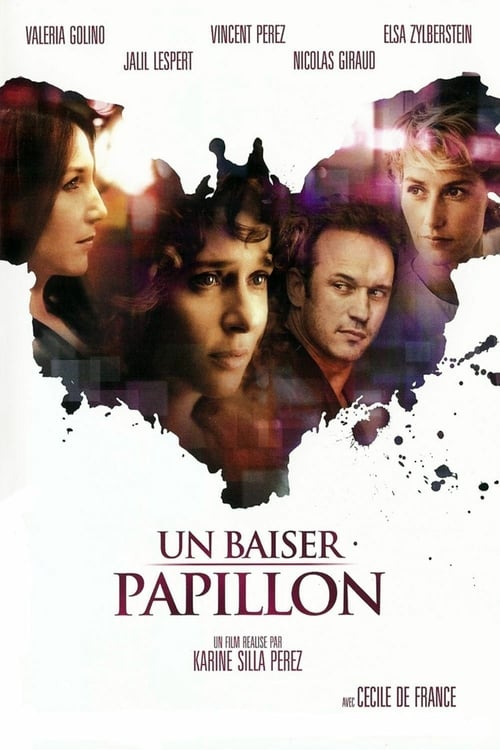 VALERIA GOLINO
VINCENT PEREZ
ELSA ZYLBERSTEIN
JALIL LESPERT
NICOLAS GIRAUD
UN BAISER
PAPILLON
UN FILM REALISE PAR
KARINE SILLA PEREZ
AVEC CECILE DE FRANCE